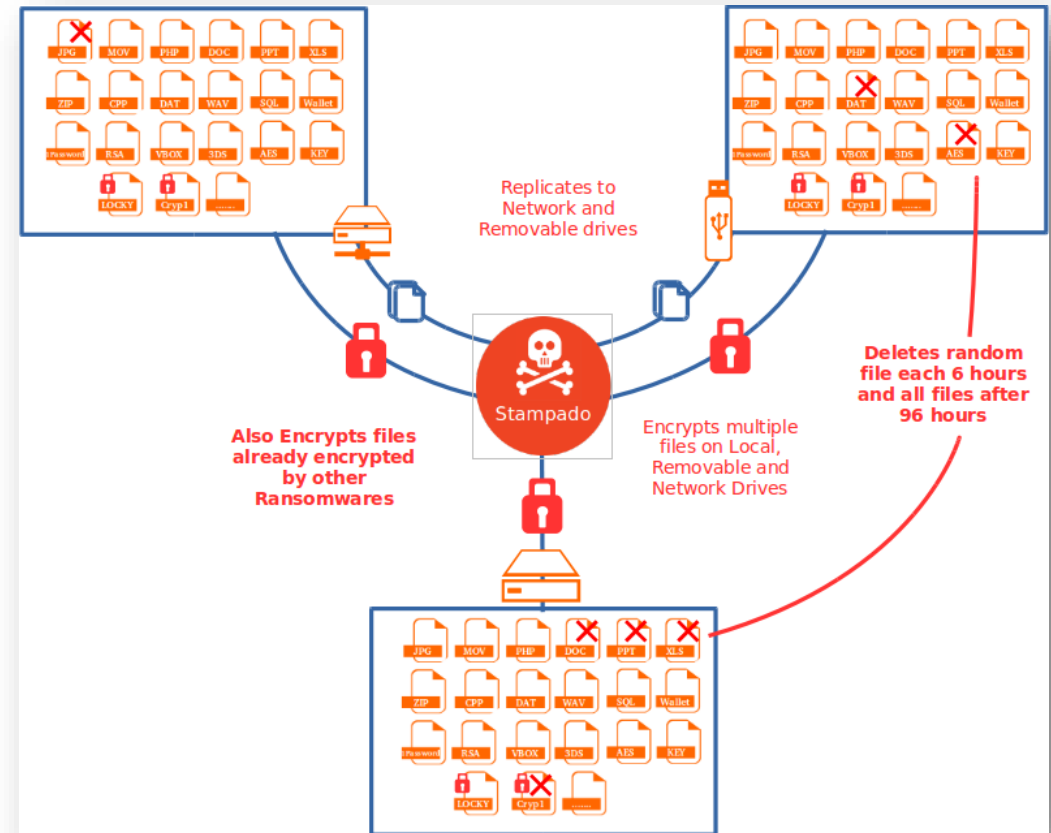 JPG MOV PHP DOC PPT XLS
ZIP CPP DAT WAV SQL Wallet
1Password RSA VBOX 3DS AES KEY
LOCKY Cryp1 .......
JPG MOV PHP DOC PPT XLS
ZIP CPP DAT WAV SQL Wallet
1Password RSA VBOX 3DS AES KEY
LOCKY Cryp1 .......
Replicates to
Network and
Removable drives
Stampado
Deletes random
file each 6 hours
and all files after
96 hours
Also Encrypts files
already encrypted
by other
Ransomwares
Encrypts multiple
files on Local,
Removable and
Network Drives
JPG MOV PHP DOC PPT XLS
ZIP CPP DAT WAV SQL Wallet
1Password RSA VBOX 3DS AES KEY
LOCKY Cryp1 .......